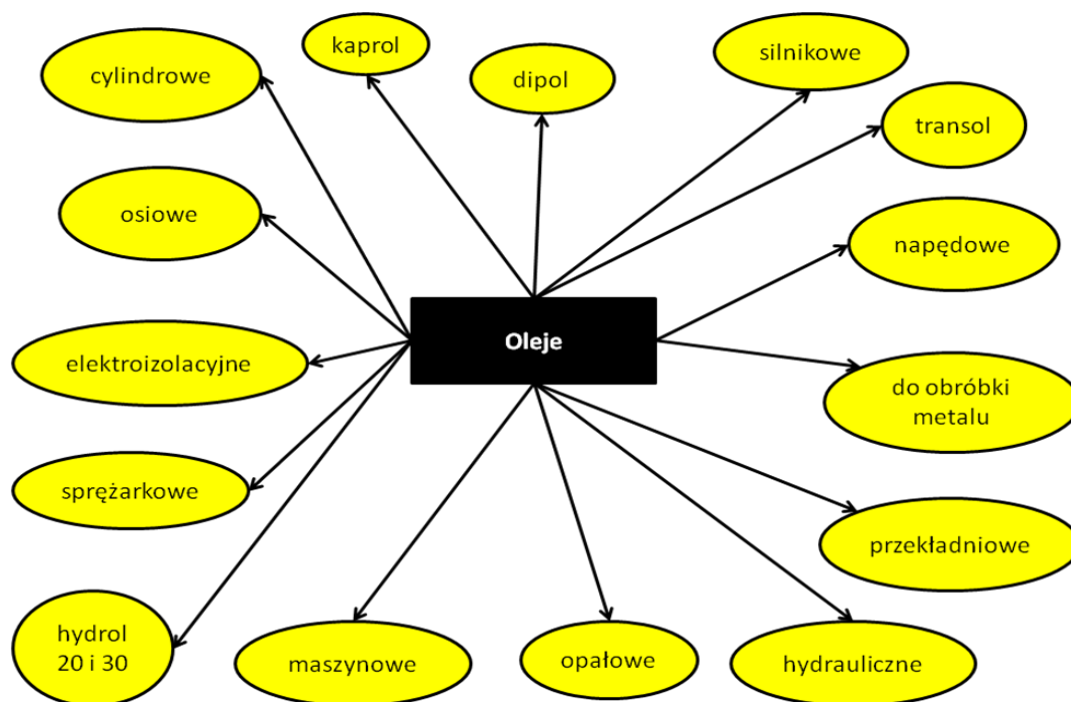 kaprol
silnikowe
cylindrowe
dipol
transol
osiowe
napędowe
Oleje
elektroizolacyjne
do obróbki
metalu
sprężarkowe
przekładniowe
hydrol
20 i 30
maszynowe
opałowe
hydrauliczne